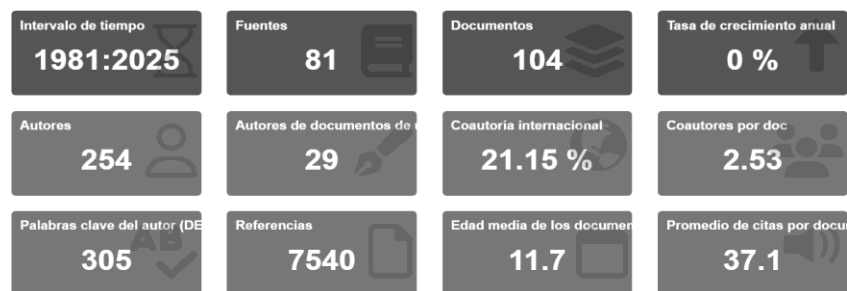 Intervalo de tiempo
1981:2025
Fuentes
81
Documentos
104
Tasa de crecimiento anual
0 %
Autores
254
Autores de documentos de
29
Coautoría internacional
21.15 %
Coautores por doc
2.53
Palabras clave del autor (DE
305
Referencias
7540
Edad media de los documen
11.7
Promedio de citas por docu
37.1